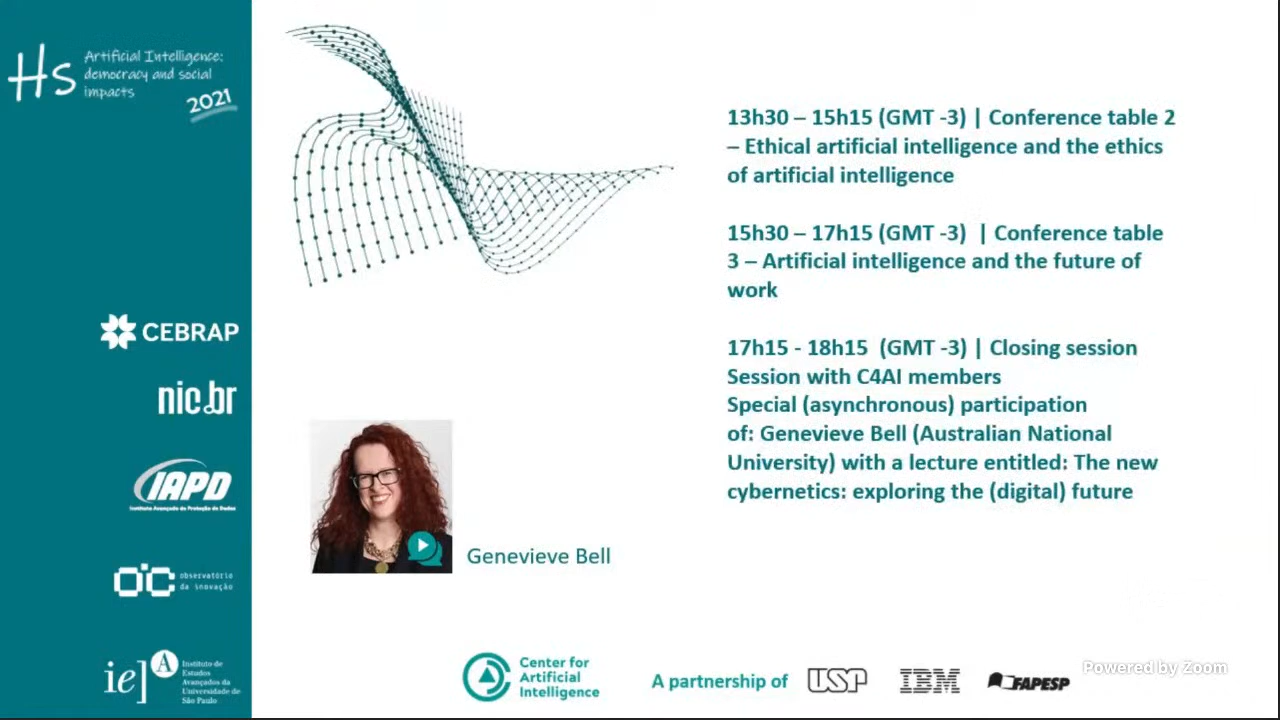 Hs
Artificial Intelligence:
democracy and social
impacts
2021
CEBRAP
nic.br
IAPD
Instituto Avançado de Proteção de Dados
OIC
observatório
da inovação
iea
Instituto de
Estudos
Avançados da
Universidade de
São Paulo
13h30 – 15h15 (GMT -3) | Conference table 2
– Ethical artificial intelligence and the ethics
of artificial intelligence
15h30 – 17h15 (GMT -3) | Conference table
3 – Artificial intelligence and the future of
work
17h15 - 18h15 (GMT -3) | Closing session
Session with C4AI members
Special (asynchronous) participation
of: Genevieve Bell (Australian National
University) with a lecture entitled: The new
cybernetics: exploring the (digital) future
Genevieve Bell
Center for
Artificial
Intelligence
A partnership of
USP
IBM
FAPESP
Powered by Zoom